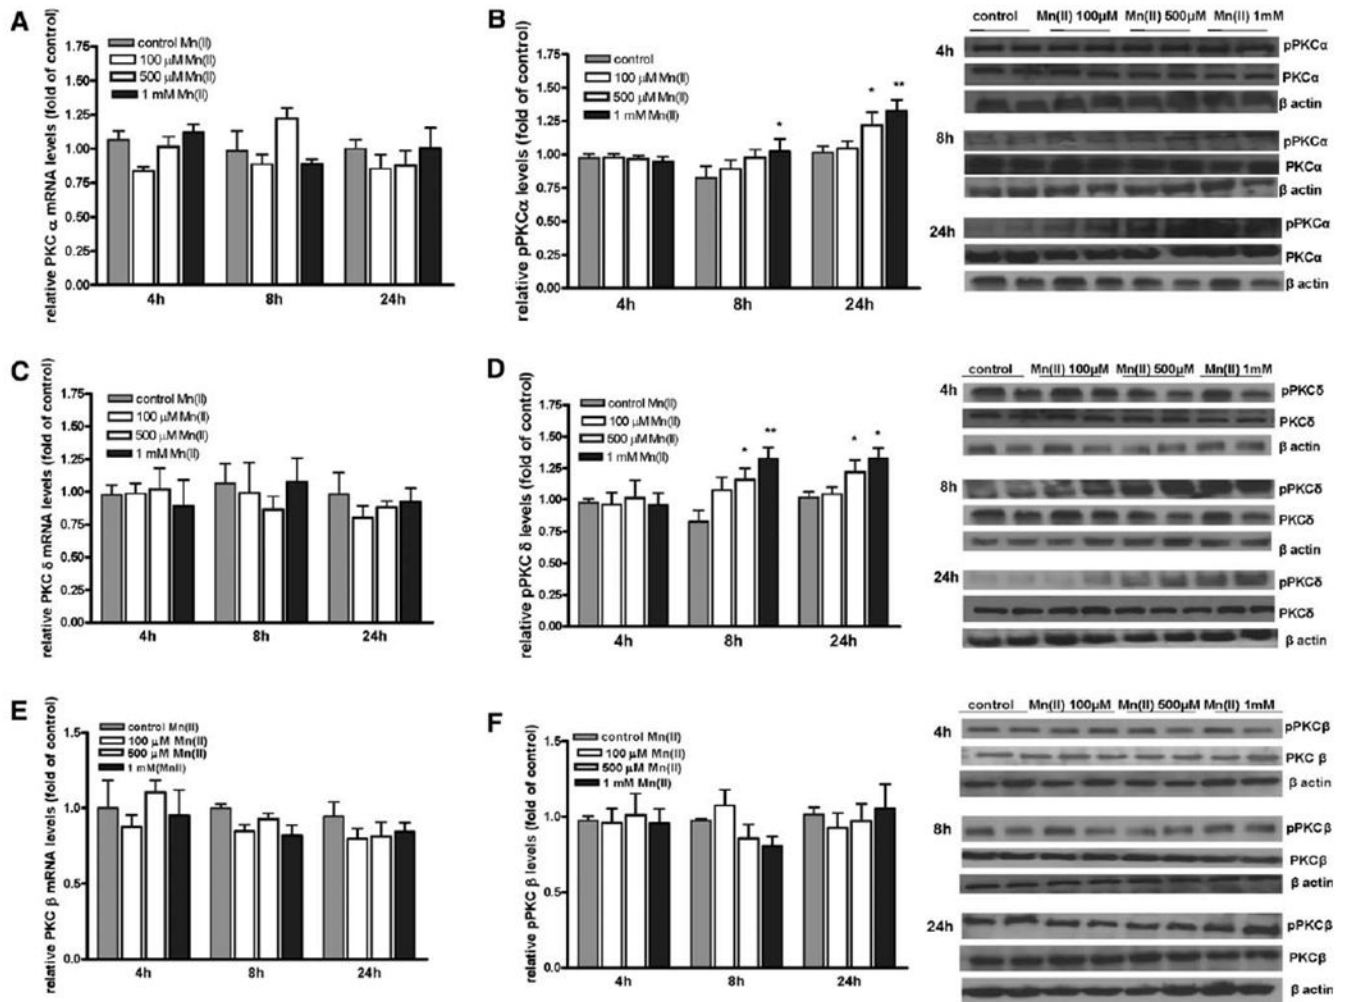 A
relative PKC α mRNA levels (fold of control)
control Mn(II)
100 μM Mn(II)
500 μM Mn(II)
1 mM Mn(II)
1.75
1.50
1.25
1.00
0.75
0.50
0.25
0.00
4h 8h 24h
B
relative pPKCα levels (fold of control)
control
100 μM Mn(II)
500 μM Mn(II)
1 mM Mn(II)
1.75
1.50
1.25
1.00
0.75
0.50
0.25
0.00
* * **
4h 8h 24h
control Mn(II) 100μM Mn(II) 500μM Mn(II) 1mM
4h pPKCα
PKCα
β actin
8h pPKCα
PKCα
β actin
24h pPKCα
PKCα
β actin
C
relative PKC δ mRNA levels (fold of control)
control Mn(II)
100 μM Mn(II)
500 μM Mn(II)
1 mM Mn(II)
1.75
1.50
1.25
1.00
0.75
0.50
0.25
0.00
4h 8h 24h
D
relative pPKC δ levels (fold of control)
control Mn(II)
100 μM Mn(II)
500 μM Mn(II)
1 mM Mn(II)
1.75
1.50
1.25
1.00
0.75
0.50
0.25
0.00
* ** * *
4h 8h 24h
control Mn(II) 100μM Mn(II) 500μM Mn(II) 1mM
4h pPKCδ
PKCδ
β actin
8h pPKCδ
PKCδ
β actin
24h pPKCδ
PKCδ
β actin
E
relative PKC β mRNA levels (fold of control)
control Mn(II)
100 μM Mn(II)
500 μM Mn(II)
1 mM(MnII)
1.5
1.0
0.5
0.0
4h 8h 24h
F
relative pPKC β levels (fold of control)
control Mn(II)
100 μM Mn(II)
500 μM Mn(II)
1 mM Mn(II)
1.5
1.0
0.5
0.0
4h 8h 24h
control Mn(II) 100μM Mn(II) 500μM Mn(II) 1mM
4h pPKCβ
PKC β
β actin
8h pPKCβ
PKCβ
β actin
24h pPKCβ
PKCβ
β actin